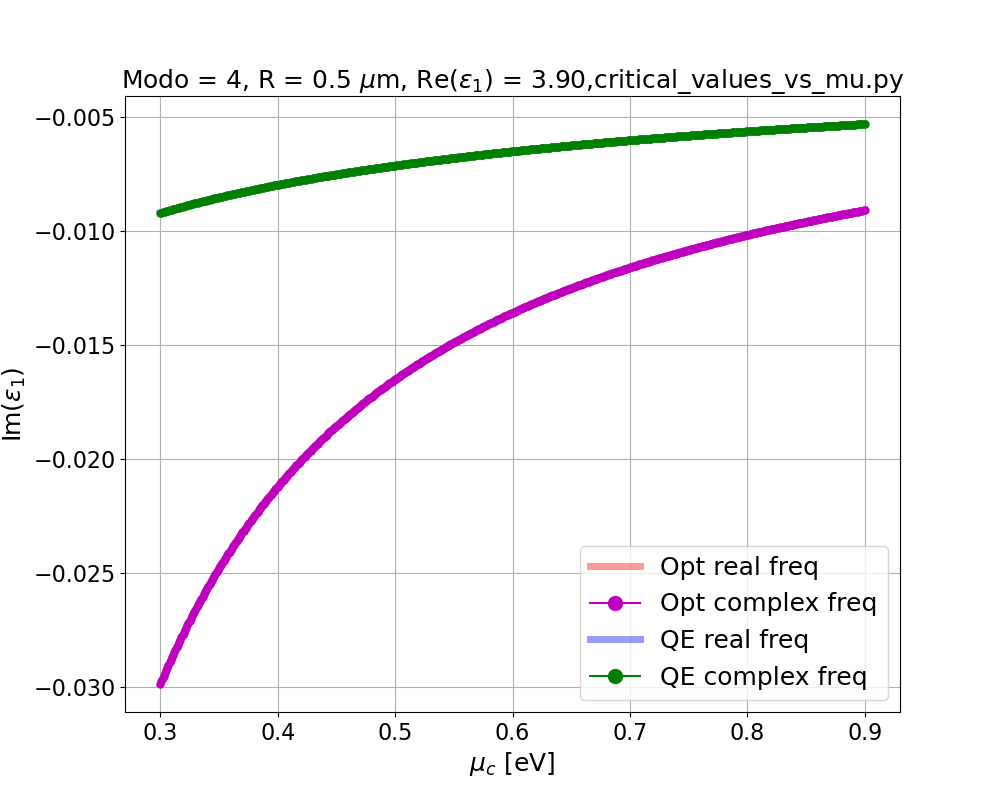 Modo = 4, R = 0.5 μm, Re(ε₁) = 3.90,critical_values_vs_mu.py
Im(ε₁)
−0.005
−0.010
−0.015
−0.020
−0.025
−0.030
Opt real freq
Opt complex freq
QE real freq
QE complex freq
0.3 0.4 0.5 0.6 0.7 0.8 0.9
μ_c [eV]